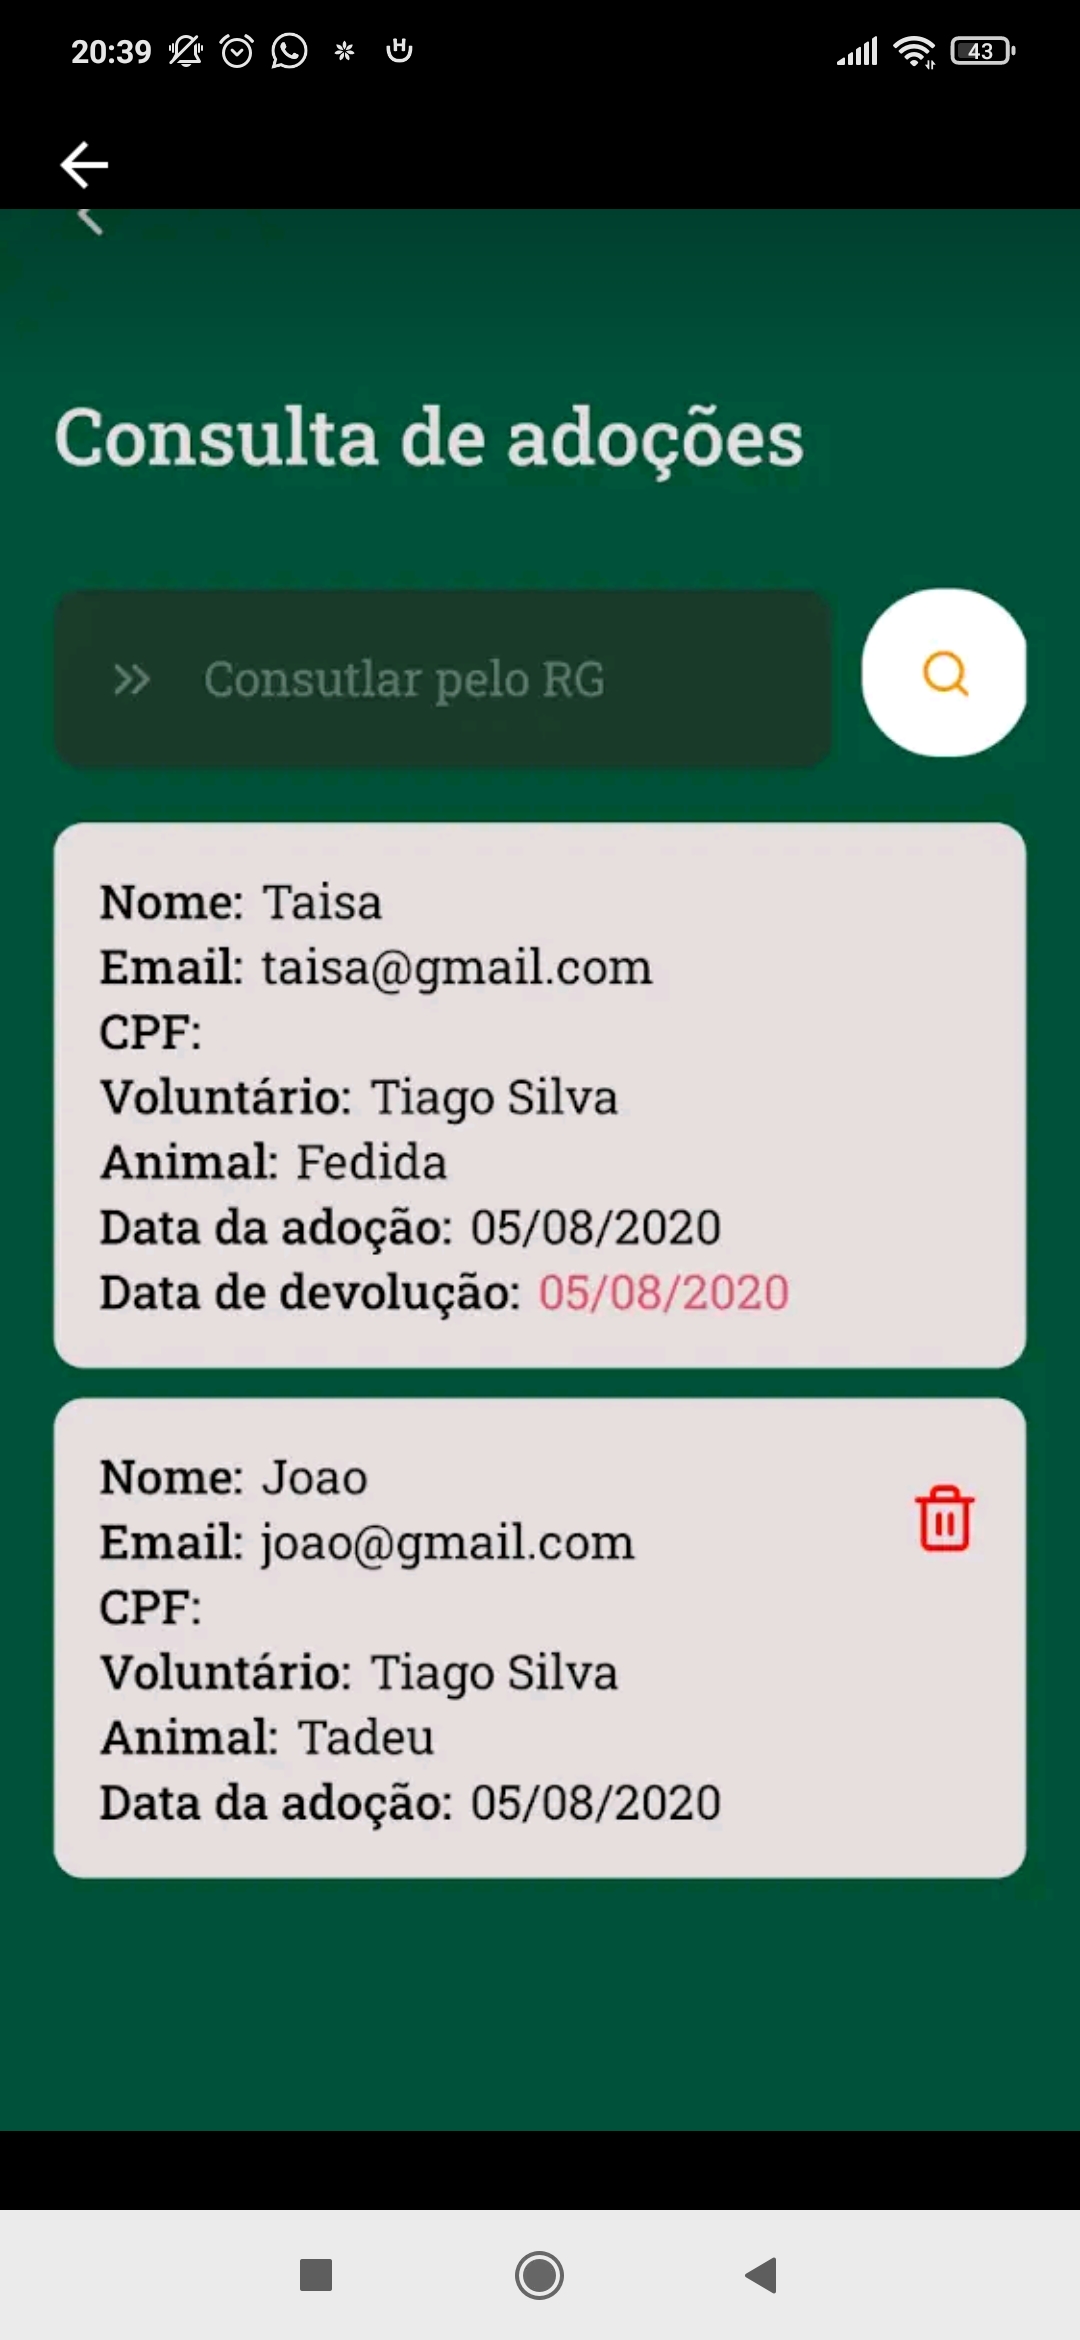 20:39
43
Consulta de adoções
Consutlar pelo RG
Nome: Taisa
Email: taisa@gmail.com
CPF:
Voluntário: Tiago Silva
Animal: Fedida
Data da adoção: 05/08/2020
Data de devolução: 05/08/2020
Nome: Joao
Email: joao@gmail.com
CPF:
Voluntário: Tiago Silva
Animal: Tadeu
Data da adoção: 05/08/2020